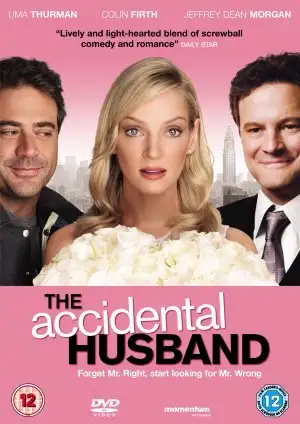 UMA THURMAN COLIN FIRTH JEFFREY DEAN MORGAN
"Lively and light-hearted blend of screwball
comedy and romance" DAILY STAR
THE
accidental
HUSBAND
Forget Mr. Right, start looking for Mr. Wrong
12
DVD
VIDEO
momentum
PICTURES
12